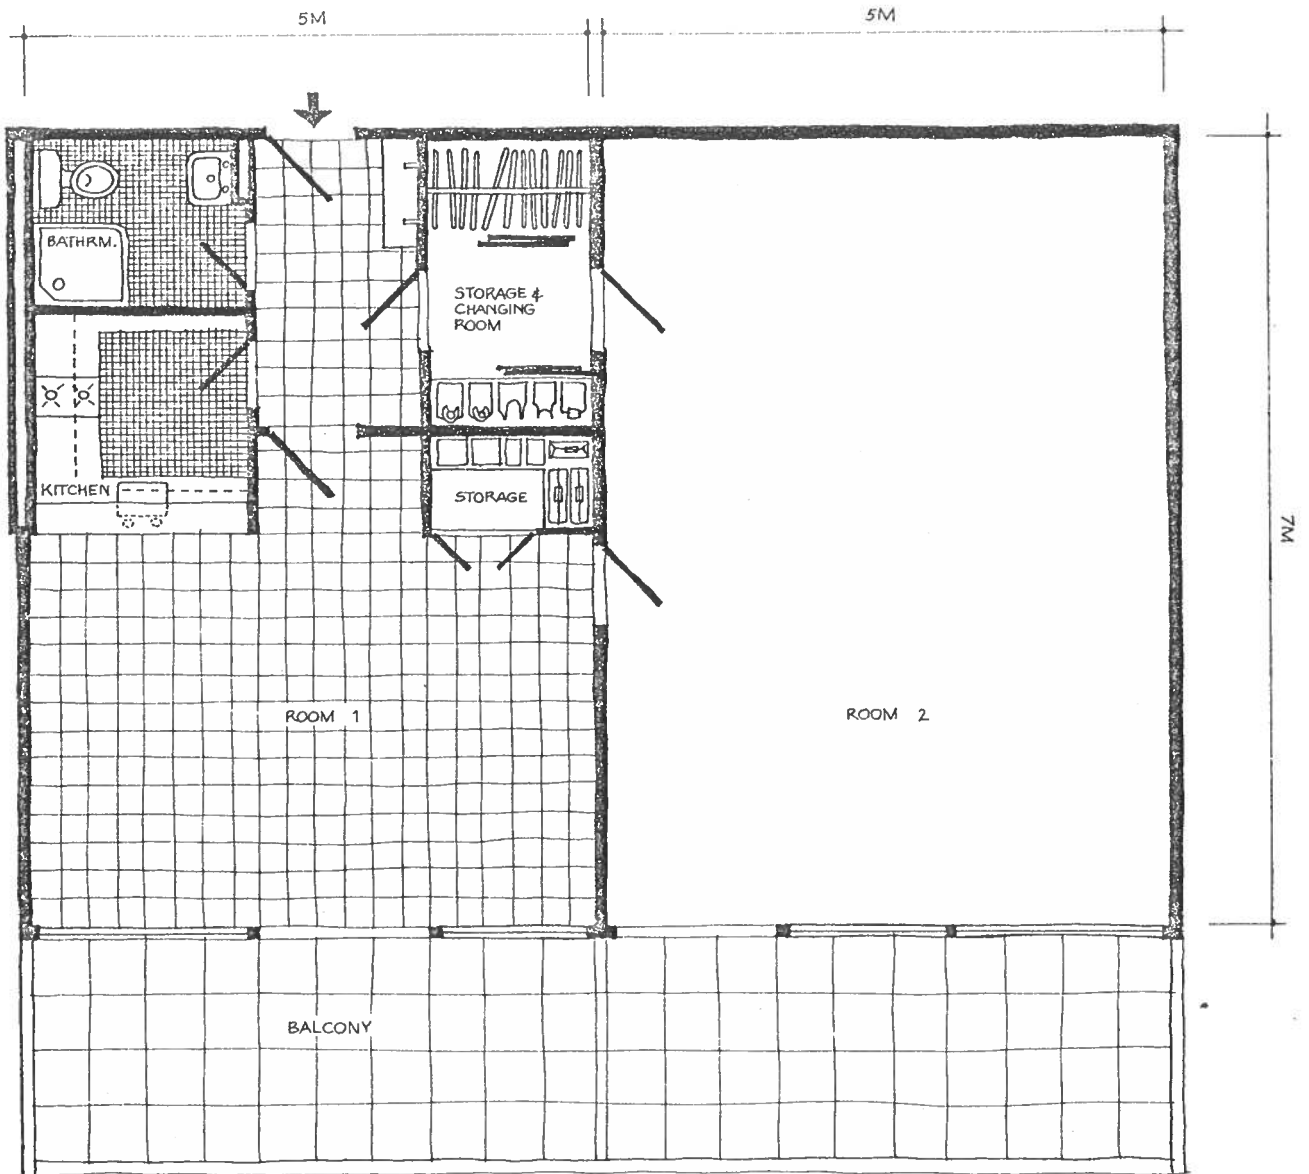 5M
5M
BATHRM.
STORAGE &
CHANGING
ROOM
KITCHEN
STORAGE
7M
ROOM 1
ROOM 2
BALCONY